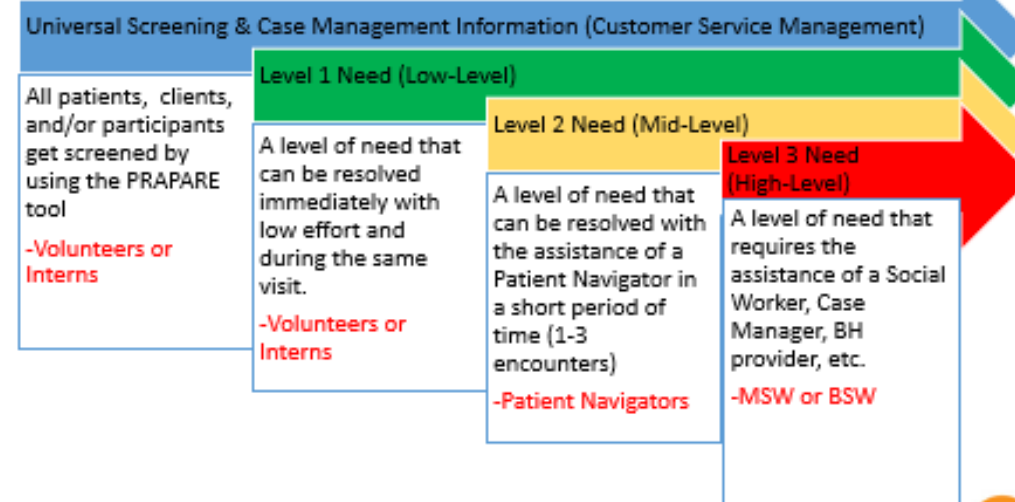 Universal Screening & Case Management Information (Customer Service Management)
All patients, clients,
and/or participants
get screened by
using the PRAPARE
tool
-Volunteers or
Interns
Level 1 Need (Low-Level)
A level of need that
can be resolved
immediately with
low effort and
during the same
visit.
-Volunteers or
Interns
Level 2 Need (Mid-Level)
A level of need that
can be resolved with
the assistance of a
Patient Navigator in
a short period of
time (1-3
encounters)
-Patient Navigators
Level 3 Need
(High-Level)
A level of need that
requires the
assistance of a Social
Worker, Case
Manager, BH
provider, etc.
-MSW or BSW